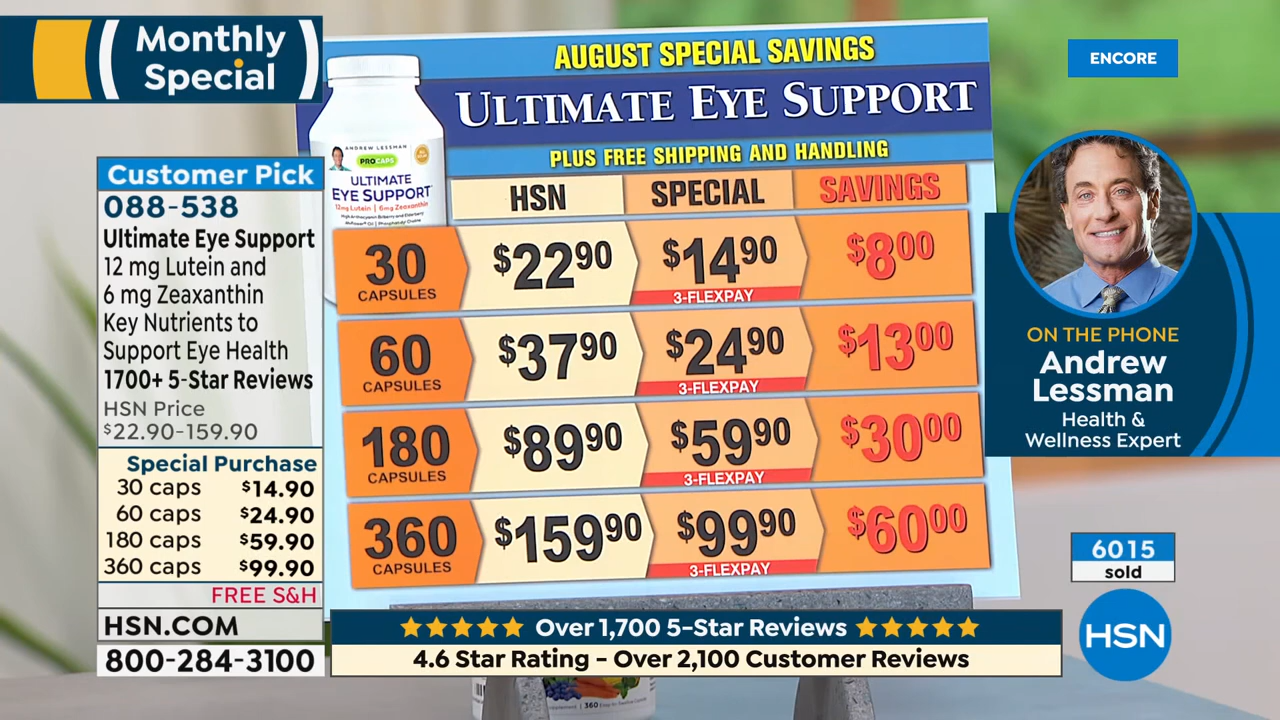 Monthly
Special
Customer Pick
088-538
Ultimate Eye Support
12 mg Lutein and
6 mg Zeaxanthin
Key Nutrients to
Support Eye Health
1700+ 5-Star Reviews
HSN Price
$22.90-159.90
Special Purchase
30 caps $14.90
60 caps $24.90
180 caps $59.90
360 caps $99.90
FREE S&H
HSN.COM
800-284-3100
AUGUST SPECIAL SAVINGS
ULTIMATE EYE SUPPORT
PLUS FREE SHIPPING AND HANDLING
ANDREW LESSMAN
PROCAPS
ULTIMATE
EYE SUPPORT
12mg Lutein | 6mg Zeaxanthin
HSN SPECIAL SAVINGS
30 CAPSULES $22.90 $14.90 3-FLEXPAY $8.00
60 CAPSULES $37.90 $24.90 3-FLEXPAY $13.00
180 CAPSULES $89.90 $59.90 3-FLEXPAY $30.00
360 CAPSULES $159.90 $99.90 3-FLEXPAY $60.00
ENCORE
ON THE PHONE
Andrew
Lessman
Health &
Wellness Expert
6015
sold
HSN
Over 1,700 5-Star Reviews
4.6 Star Rating - Over 2,100 Customer Reviews
360